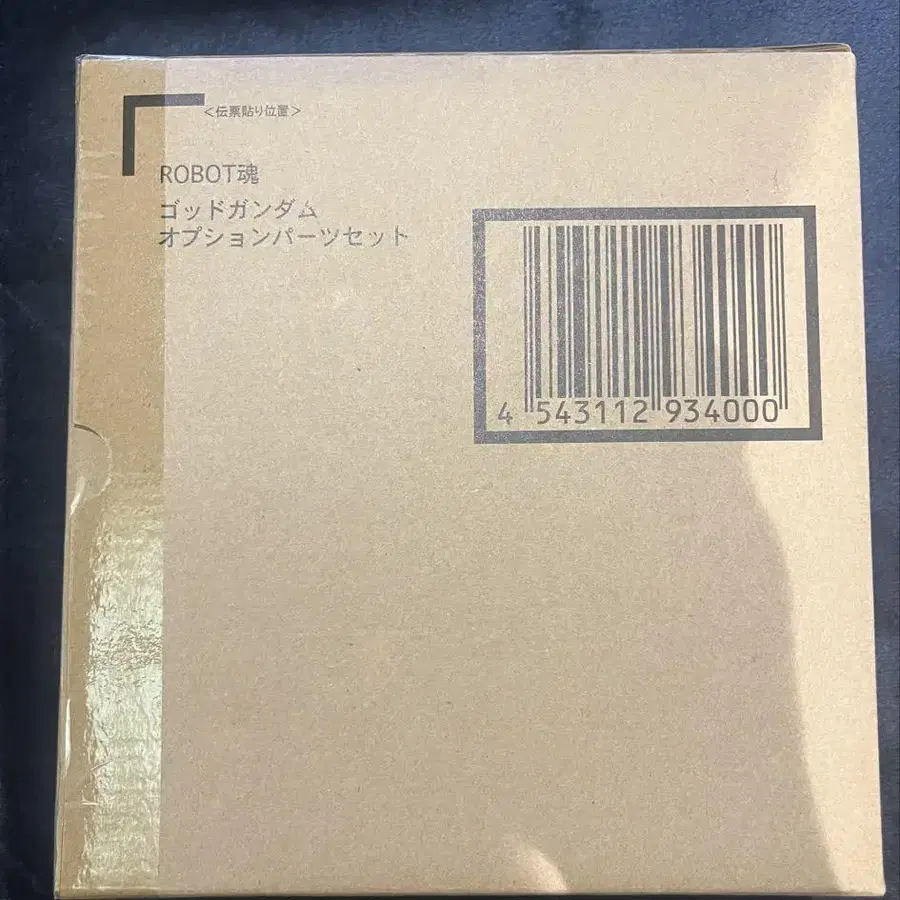 <伝票貼り位置>
ROBOT魂
ゴッドガンダム
オプションパーツセット
4 543112 934000